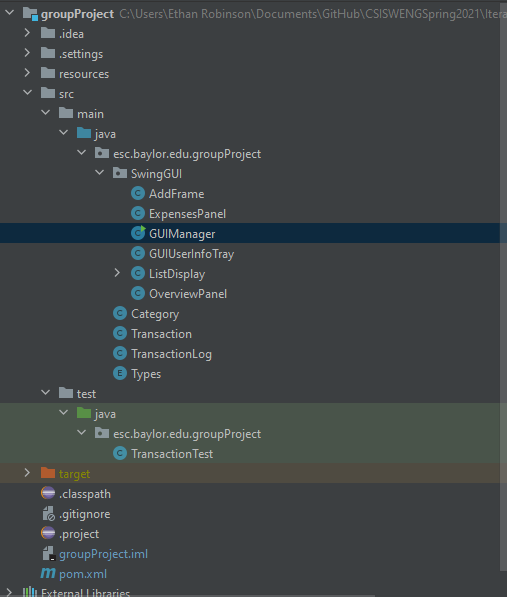 groupProject C:\Users\Ethan Robinson\Documents\GitHub\CSISWENGSpring2021\Itera
.idea
.settings
resources
src
main
java
esc.baylor.edu.groupProject
SwingGUI
AddFrame
ExpensesPanel
GUIManager
GUIUserInfoTray
ListDisplay
OverviewPanel
Category
Transaction
TransactionLog
Types
test
java
esc.baylor.edu.groupProject
TransactionTest
target
.classpath
.gitignore
.project
groupProject.iml
pom.xml
External Libraries